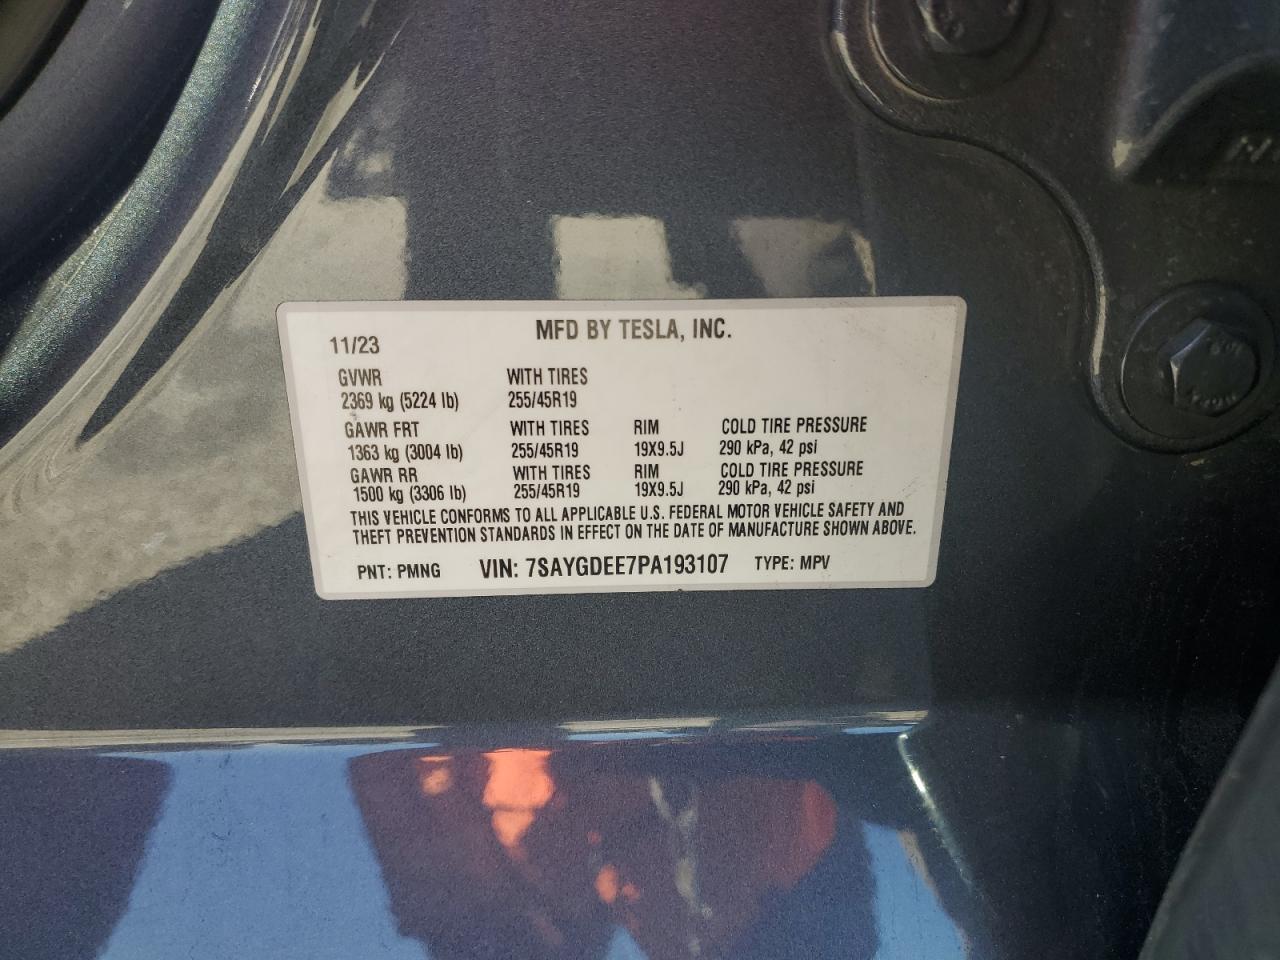 MFD BY TESLA, INC.
11/23
GVWR WITH TIRES
2369 kg (5224 lb) 255/45R19
GAWR FRT WITH TIRES RIM COLD TIRE PRESSURE
1363 kg (3004 lb) 255/45R19 19X9.5J 290 kPa, 42 psi
GAWR RR WITH TIRES RIM COLD TIRE PRESSURE
1500 kg (3306 lb) 255/45R19 19X9.5J 290 kPa, 42 psi
THIS VEHICLE CONFORMS TO ALL APPLICABLE U.S. FEDERAL MOTOR VEHICLE SAFETY AND
THEFT PREVENTION STANDARDS IN EFFECT ON THE DATE OF MANUFACTURE SHOWN ABOVE.
PNT: PMNG VIN: 7SAYGDEE7PA193107 TYPE: MPV